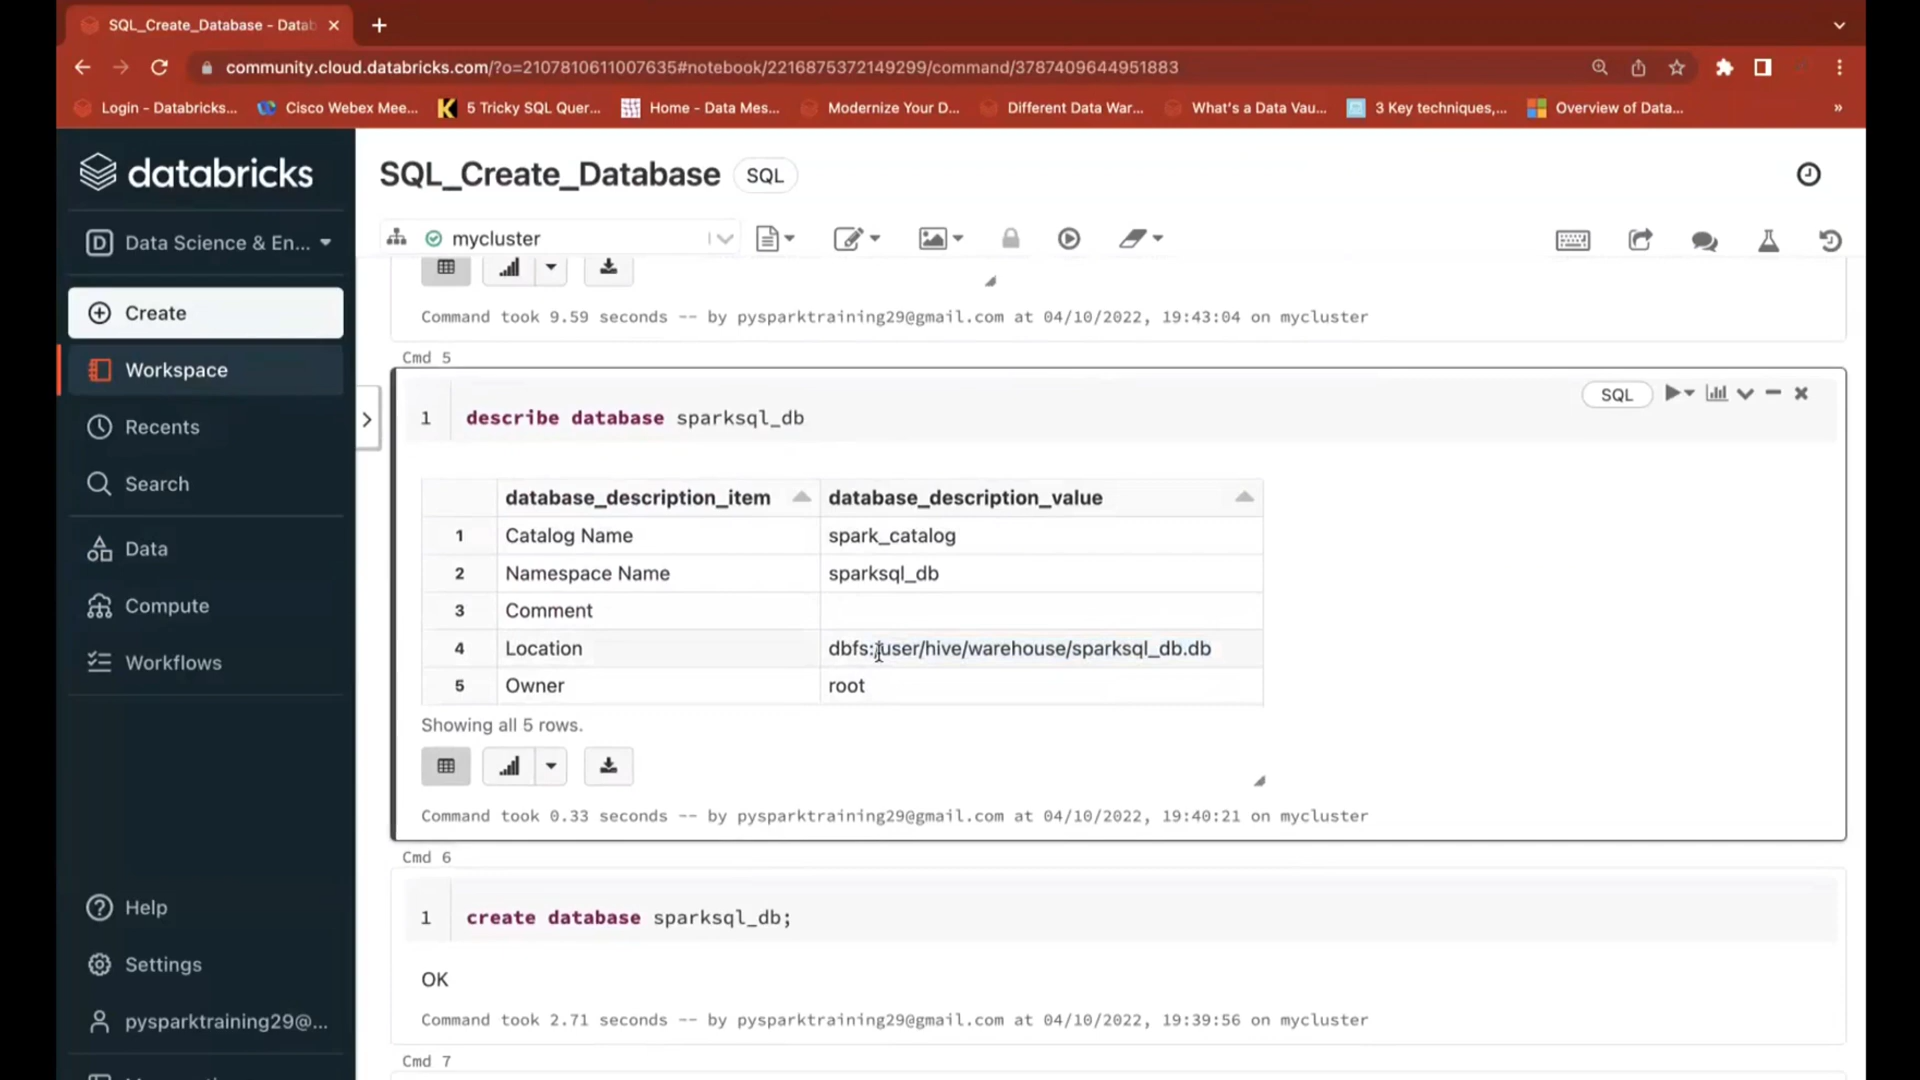 SQL_Create_Database - Datab
community.cloud.databricks.com/?o=2107810611007635#notebook/2216875372149299/command/3787409644951883
Login – Databricks... Cisco Webex Mee... 5 Tricky SQL Quer... Home - Data Mes... Modernize Your D... Different Data War... What's a Data Vau... 3 Key techniques,... Overview of Data... »
databricks
SQL_Create_Database SQL
D Data Science & En...
mycluster
Create
Command took 9.59 seconds -- by pysparktraining29@gmail.com at 04/10/2022, 19:43:04 on mycluster
Cmd 5
Workspace
SQL
1 describe database sparksql_db
Recents
Search
database_description_item database_description_value
1 Catalog Name spark_catalog
Data
2 Namespace Name sparksql_db
Compute
3 Comment
4 Location dbfs:/user/hive/warehouse/sparksql_db.db
Workflows
5 Owner root
Showing all 5 rows.
Command took 0.33 seconds -- by pysparktraining29@gmail.com at 04/10/2022, 19:40:21 on mycluster
Cmd 6
Help
1 create database sparksql_db;
Settings
OK
pysparktraining29@...
Command took 2.71 seconds -- by pysparktraining29@gmail.com at 04/10/2022, 19:39:56 on mycluster
Cmd 7